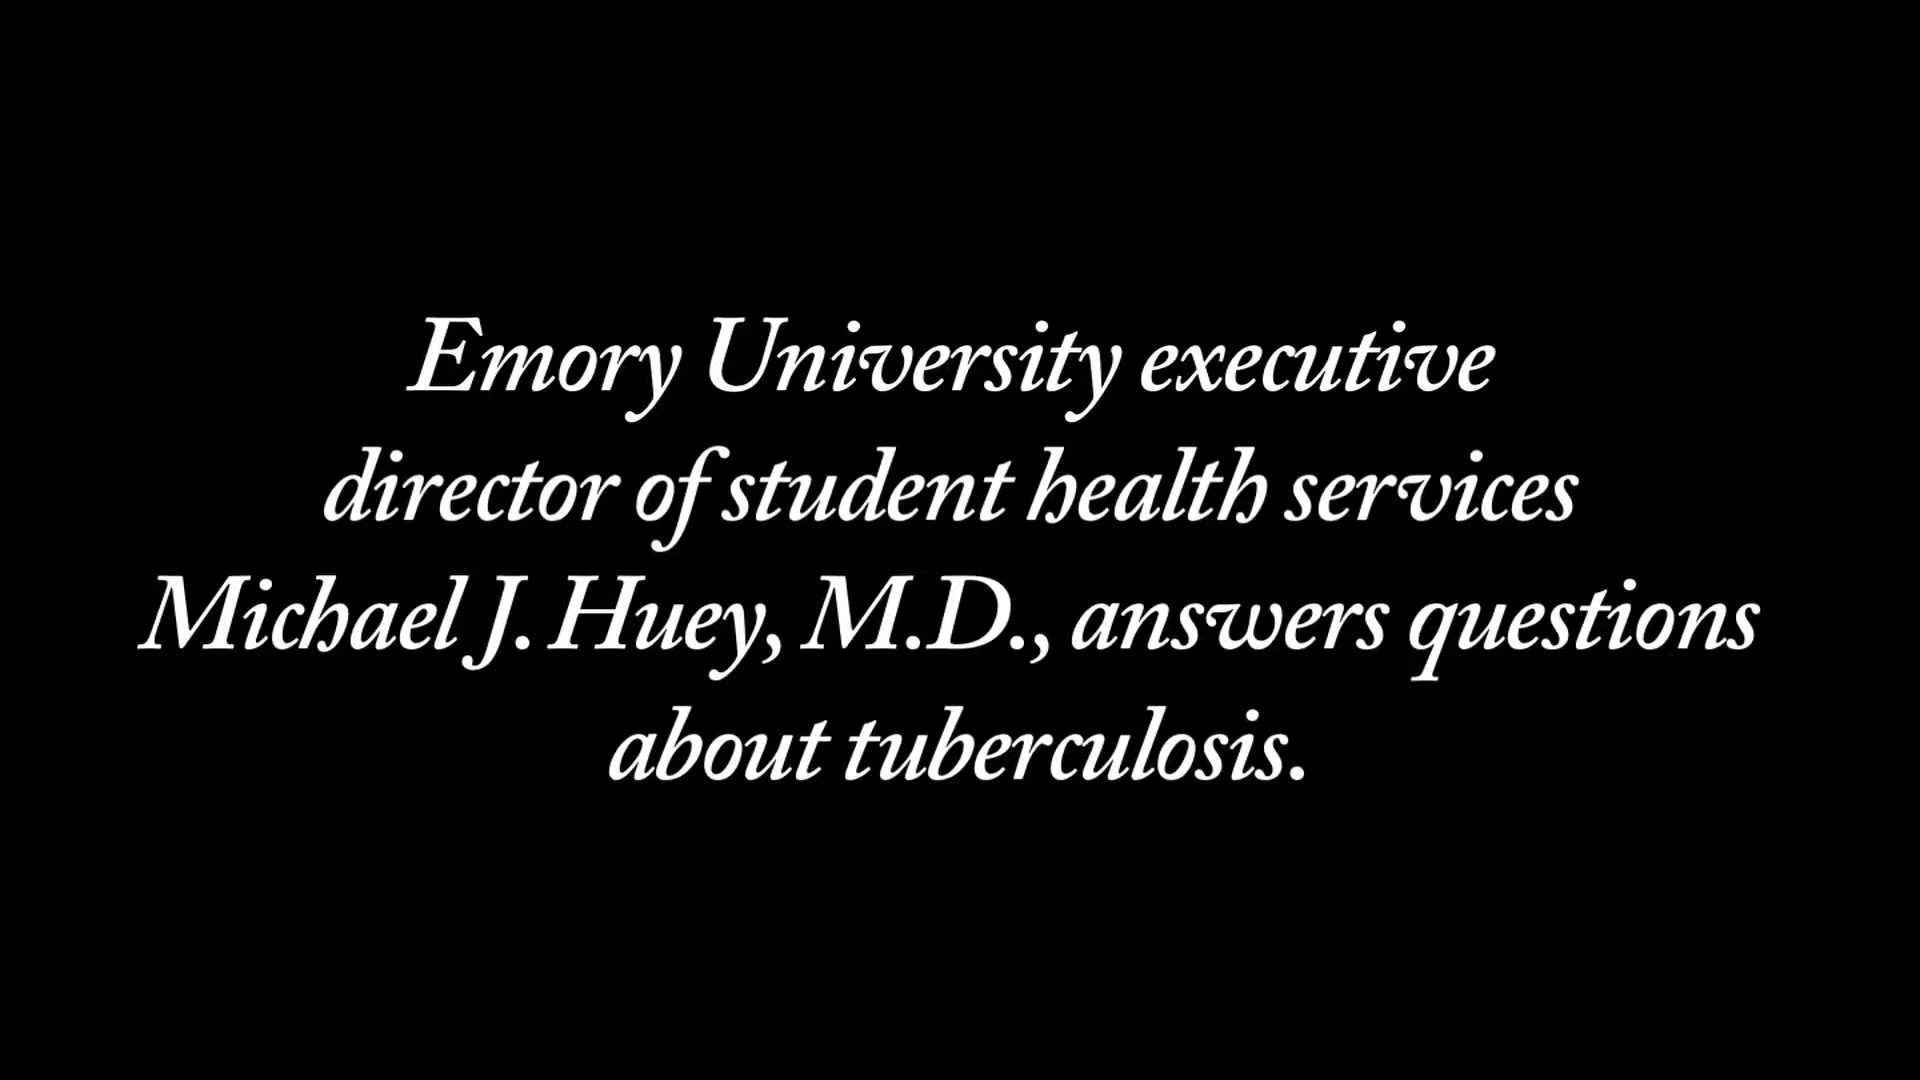 Emory University executive
director of student health services
Michael J. Huey, M.D., answers questions
about tuberculosis.